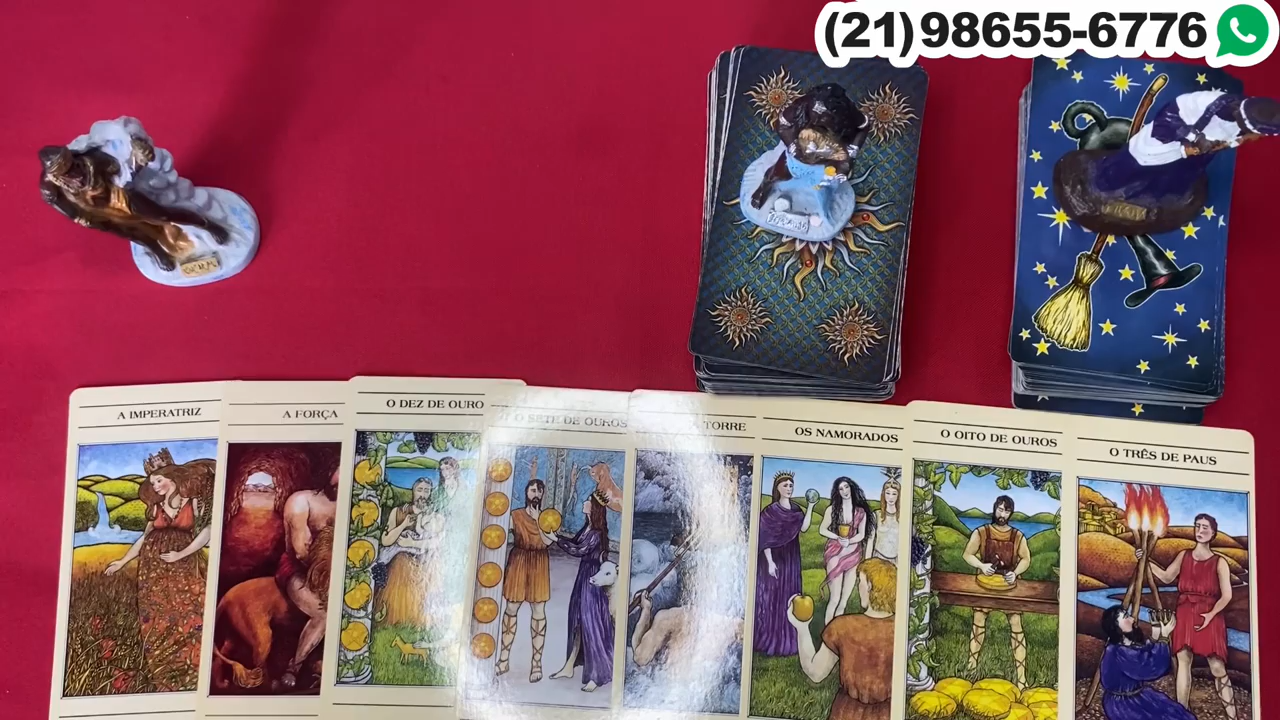 (21)98655-6776
A IMPERATRIZ
A FORÇA
O DEZ DE OURO
O SETE DE OUROS
TORRE
OS NAMORADOS
O OITO DE OUROS
O TRÊS DE PAUS